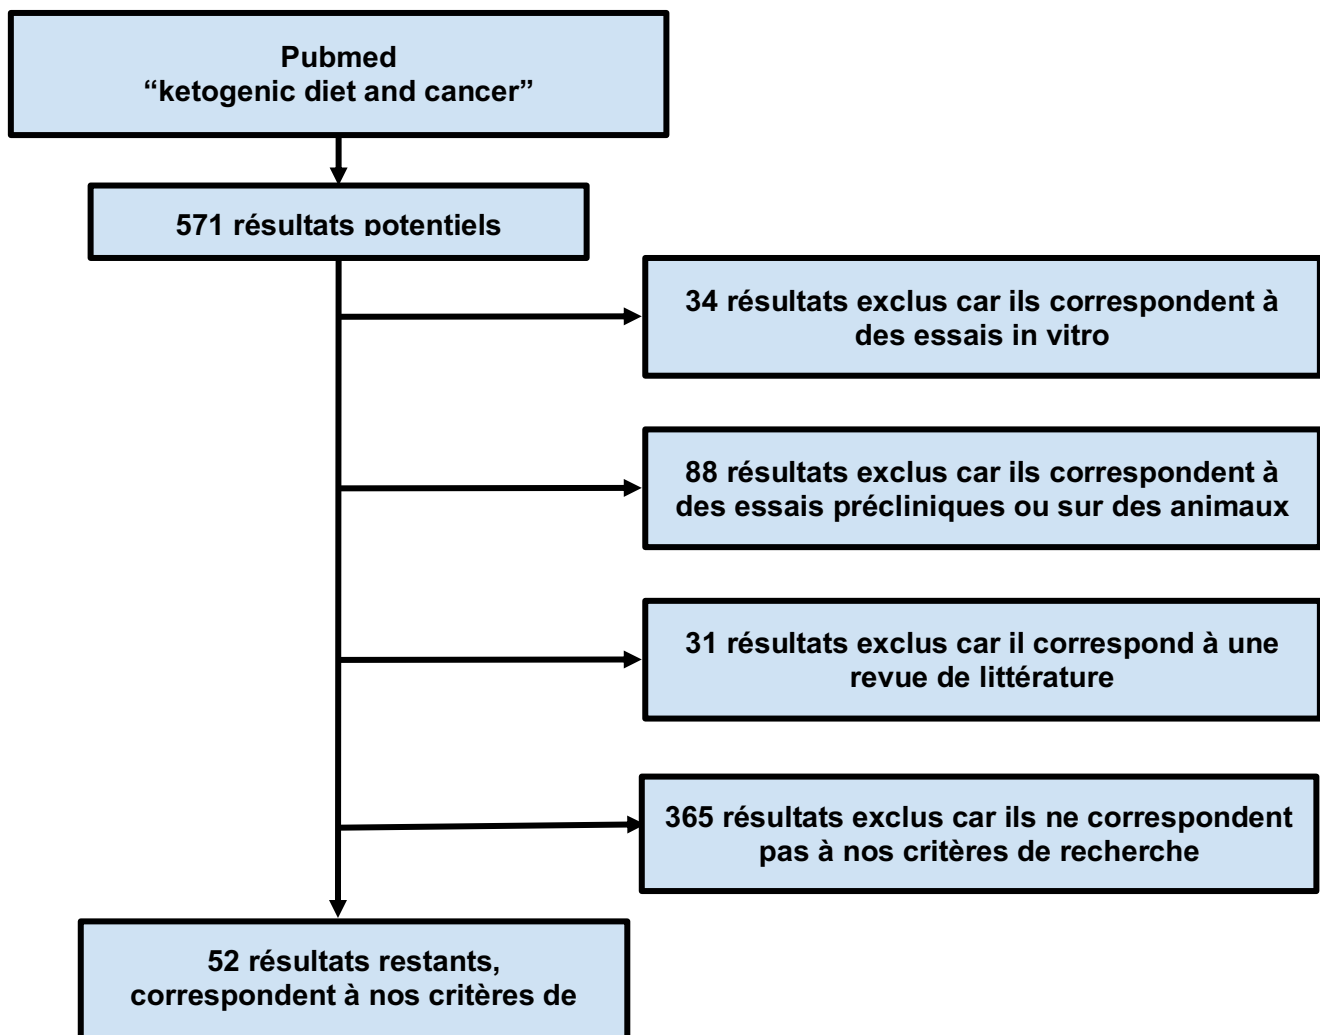 Pubmed
“ketogenic diet and cancer”
571 résultats potentiels
34 résultats exclus car ils correspondent à
des essais in vitro
88 résultats exclus car ils correspondent à
des essais précliniques ou sur des animaux
31 résultats exclus car il correspond à une
revue de littérature
365 résultats exclus car ils ne correspondent
pas à nos critères de recherche
52 résultats restants,
correspondent à nos critères de